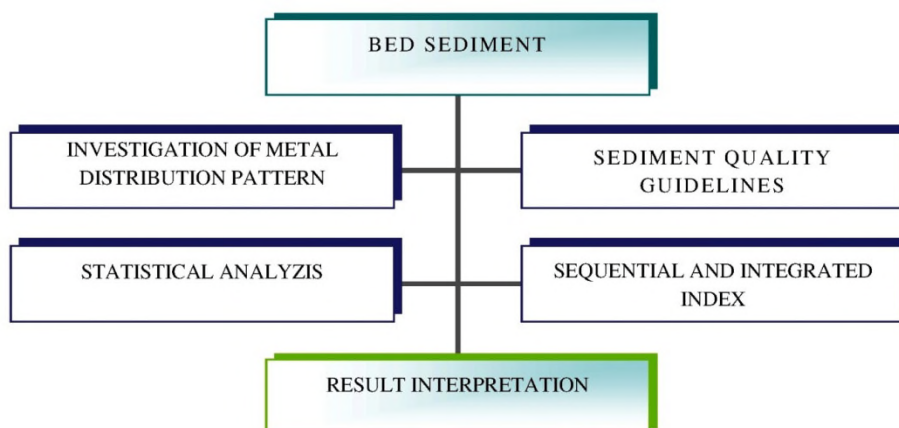 BED SEDIMENT
INVESTIGATION OF METAL
DISTRIBUTION PATTERN
SEDIMENT QUALITY
GUIDELINES
STATISTICAL ANALYZIS
SEQUENTIAL AND INTEGRATED
INDEX
RESULT INTERPRETATION